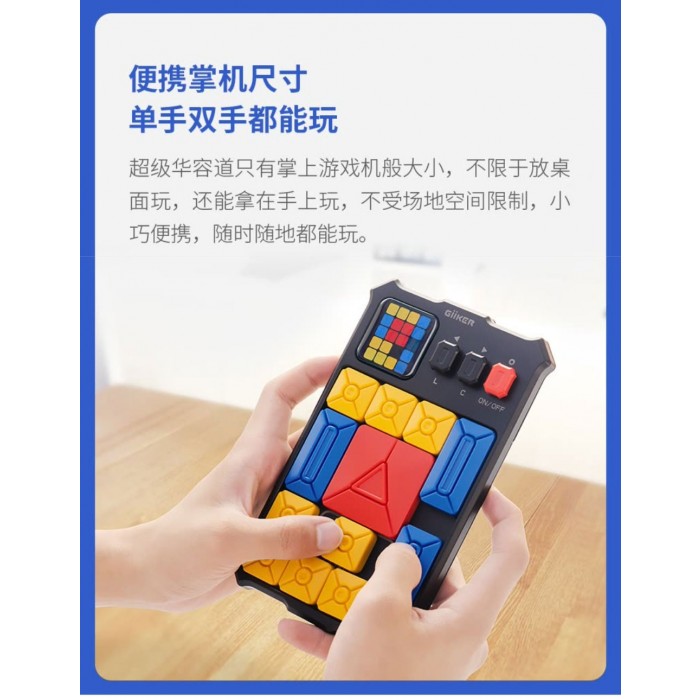 便携掌机尺寸
单手双手都能玩
超级华容道只有掌上游戏机般大小，不限于放桌
面玩，还能拿在手上玩，不受场地空间限制，小
巧便携，随时随地都能玩。
GiiKER
L C ON/OFF